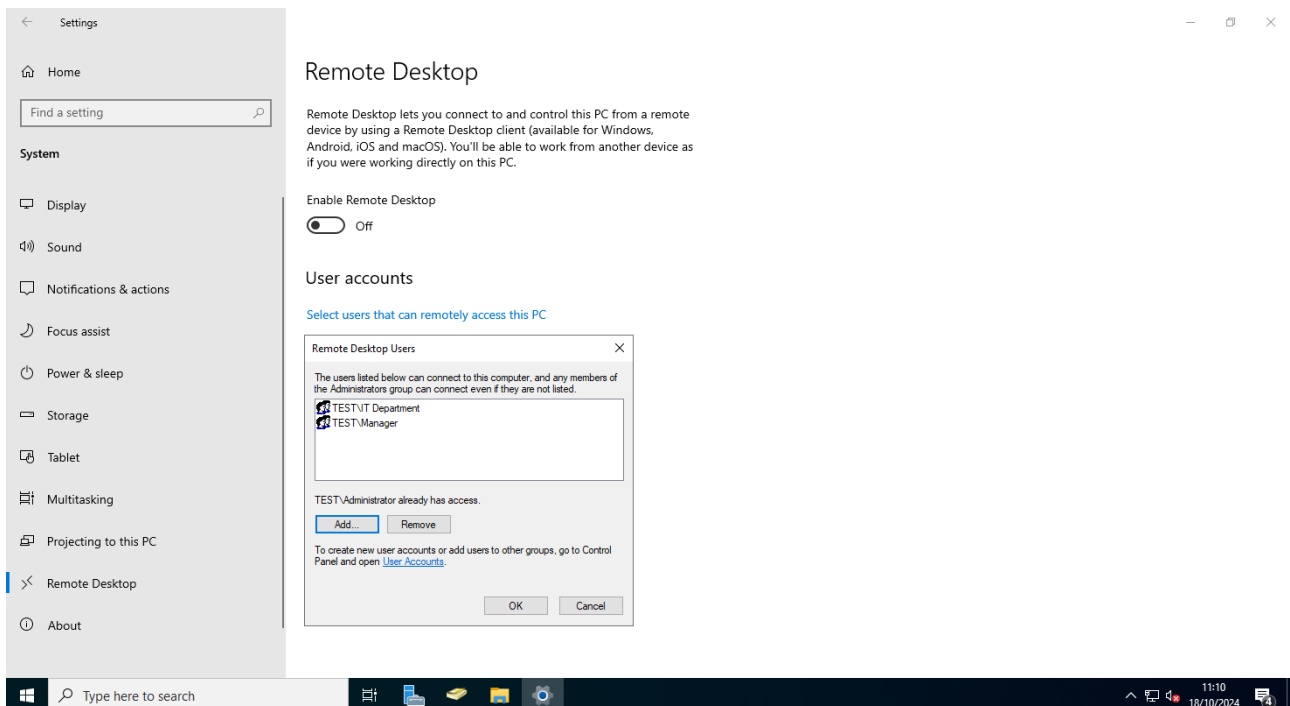 Settings
Home
Find a setting
System
Display
Sound
Notifications & actions
Focus assist
Power & sleep
Storage
Tablet
Multitasking
Projecting to this PC
Remote Desktop
About
Remote Desktop
Remote Desktop lets you connect to and control this PC from a remote
device by using a Remote Desktop client (available for Windows,
Android, iOS and macOS). You'll be able to work from another device as
if you were working directly on this PC.
Enable Remote Desktop
Off
User accounts
Select users that can remotely access this PC
Remote Desktop Users
The users listed below can connect to this computer, and any members of
the Administrators group can connect even if they are not listed.
TEST\IT Department
TEST\Manager
TEST\Administrator already has access.
Add...
Remove
To create new user accounts or add users to other groups, go to Control
Panel and open User Accounts.
OK
Cancel
Type here to search
11:10
18/10/2024
4